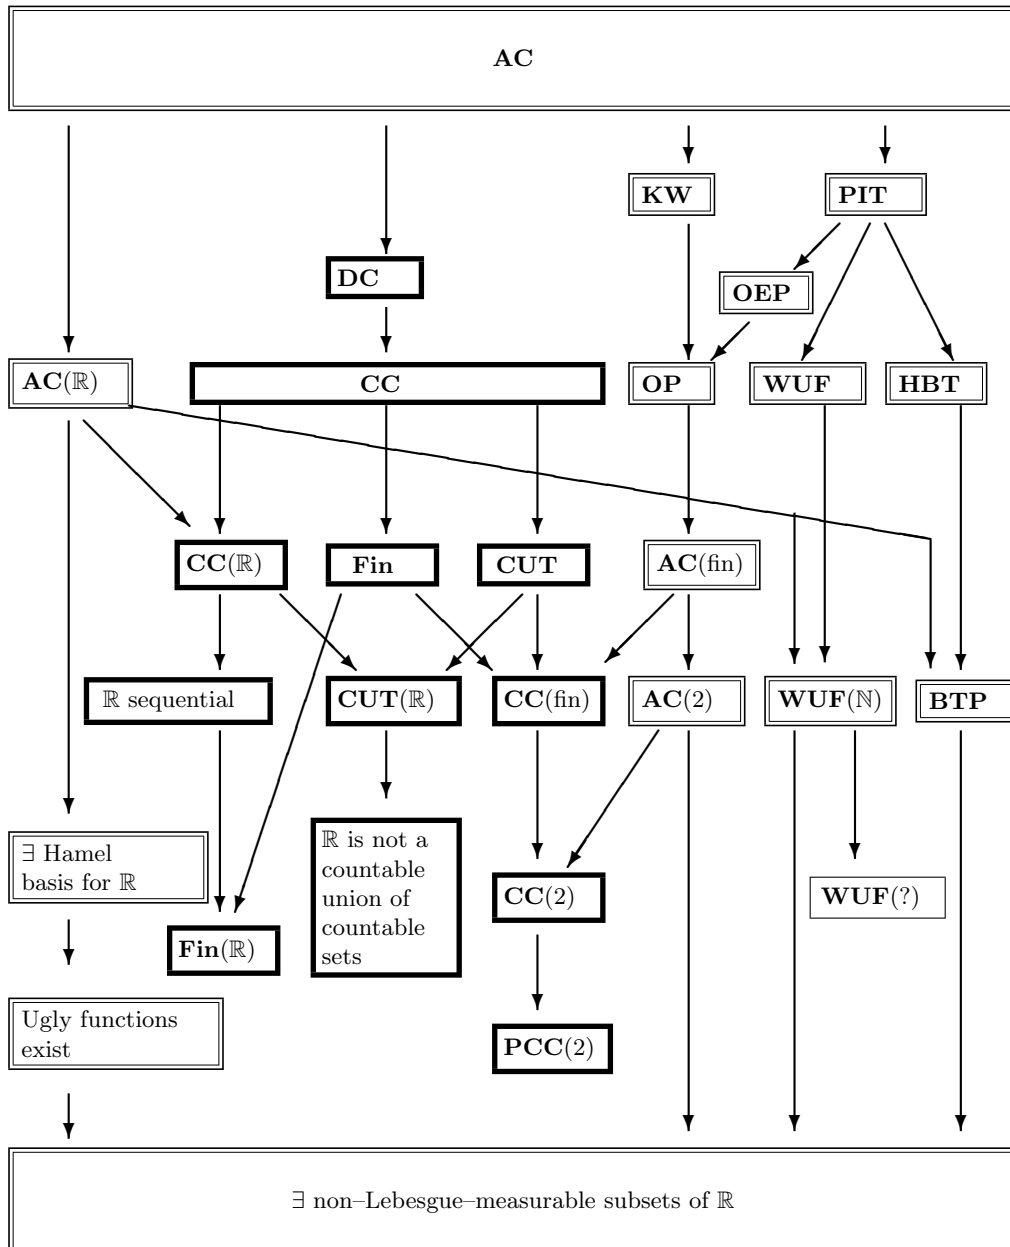 AC
KW
PIT
DC
OEP
AC(ℝ)
CC
OP
WUF
HBT
CC(ℝ)
Fin
CUT
AC(fin)
ℝ sequential
CUT(ℝ)
CC(fin)
AC(2)
WUF(ℕ)
BTP
∃ Hamel
basis for ℝ
ℝ is not a
countable
union of
countable
sets
CC(2)
WUF(?)
Fin(ℝ)
Ugly functions
exist
PCC(2)
∃ non–Lebesgue–measurable subsets of ℝ